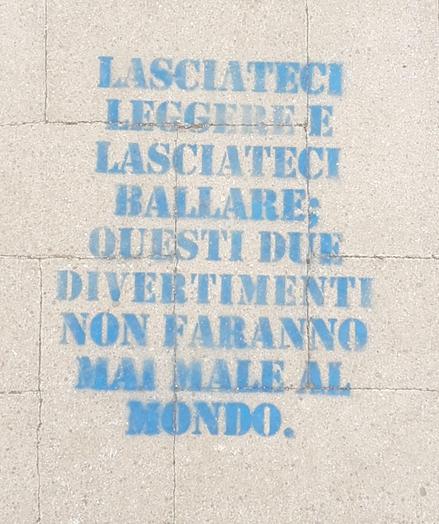 LASCIATECI
LEGGERE E
LASCIATECI
BALLARE;
QUESTI DUE
DIVERTIMENTI
NON FARANNO
MAI MALE AL
MONDO.